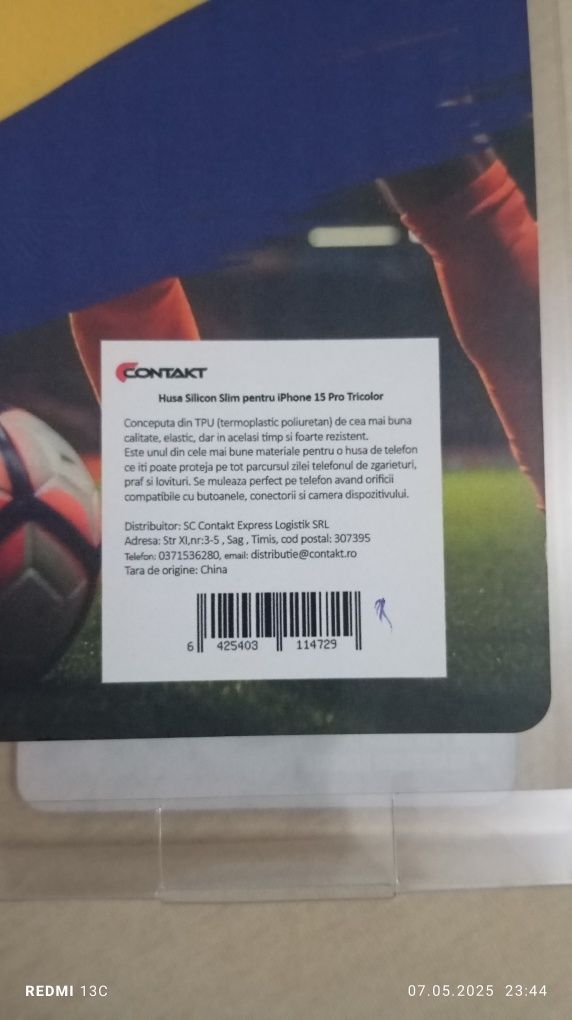 CONTAKT
Husa Silicon Slim pentru iPhone 15 Pro Tricolor
Conceputa din TPU (termoplastic poliuretan) de cea mai buna
calitate, elastic, dar in acelasi timp si foarte rezistent.
Este unul din cele mai bune materiale pentru o husa de telefon
ce iti poate proteja pe tot parcursul zilei telefonul de zgarieturi,
praf si lovituri. Se muleaza perfect pe telefon avand orificii
compatibile cu butoanele, conectorii si camera dispozitivului.
Distribuitor: SC Contakt Express Logistik SRL
Adresa: Str XI,nr:3-5 , Sag , Timis, cod postal: 307395
Telefon: 0371536280, email: distributie@contakt.ro
Tara de origine: China
6 425403 114729
REDMI 13C
07.05.2025 23:44